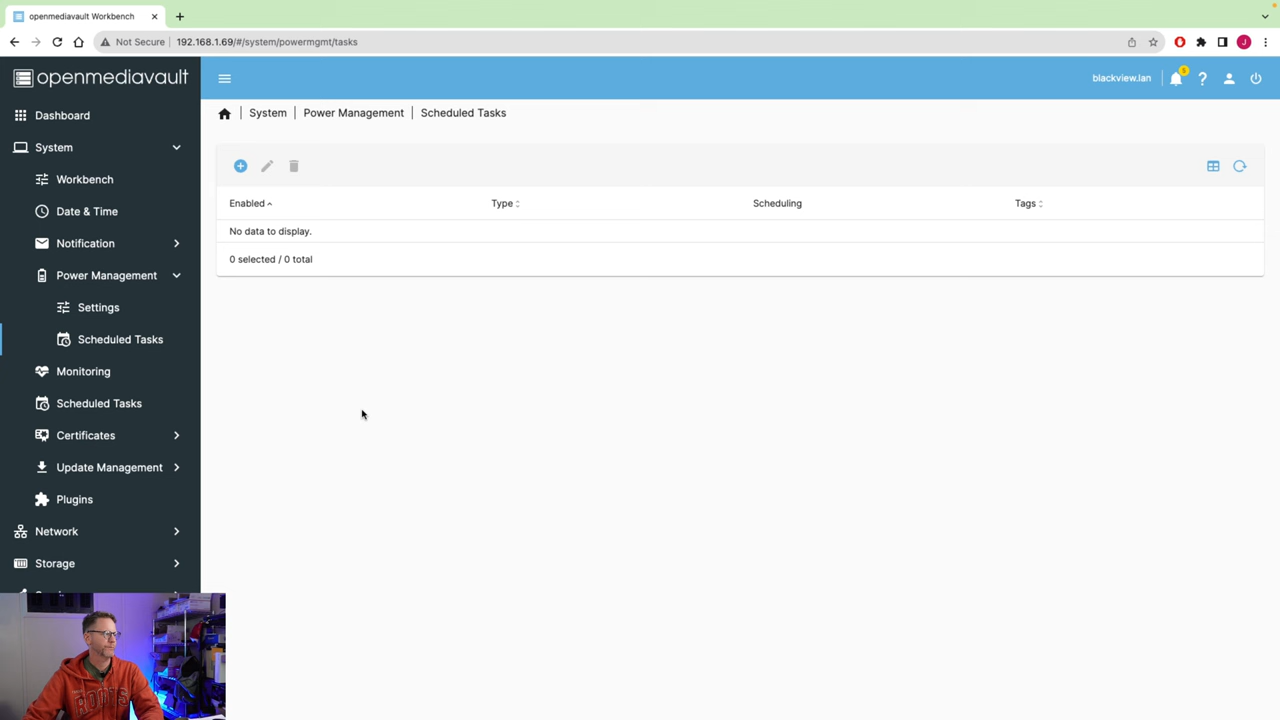 openmediavault Workbench
Not Secure 192.168.1.69/#/system/powermgmt/tasks
J
openmediavault
blackview.lan
5
Dashboard
System | Power Management | Scheduled Tasks
System
Workbench
Enabled Type Scheduling Tags
Date & Time
No data to display.
Notification
0 selected / 0 total
Power Management
Settings
Scheduled Tasks
Monitoring
Scheduled Tasks
Certificates
Update Management
Plugins
Network
Storage
ROOTS